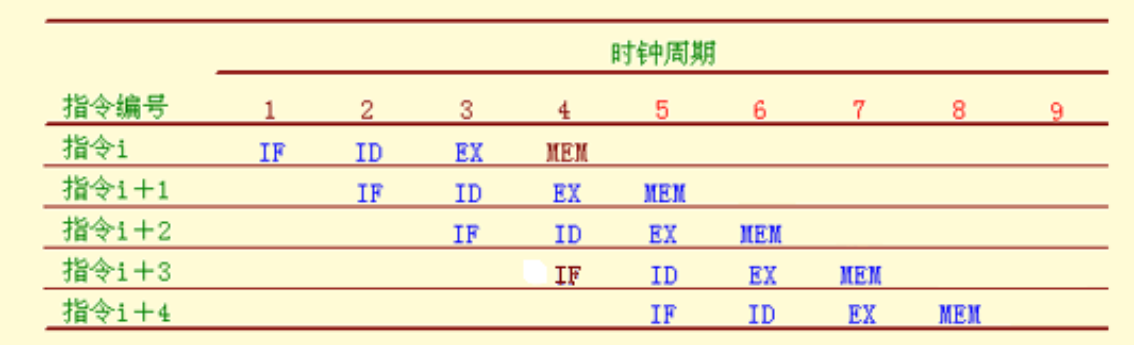 时钟周期
指令编号 1 2 3 4 5 6 7 8 9
指令i IF ID EX MEM
指令i+1 IF ID EX MEM
指令i+2 IF ID EX MEM
指令i+3 IF ID EX MEM
指令i+4 IF ID EX MEM